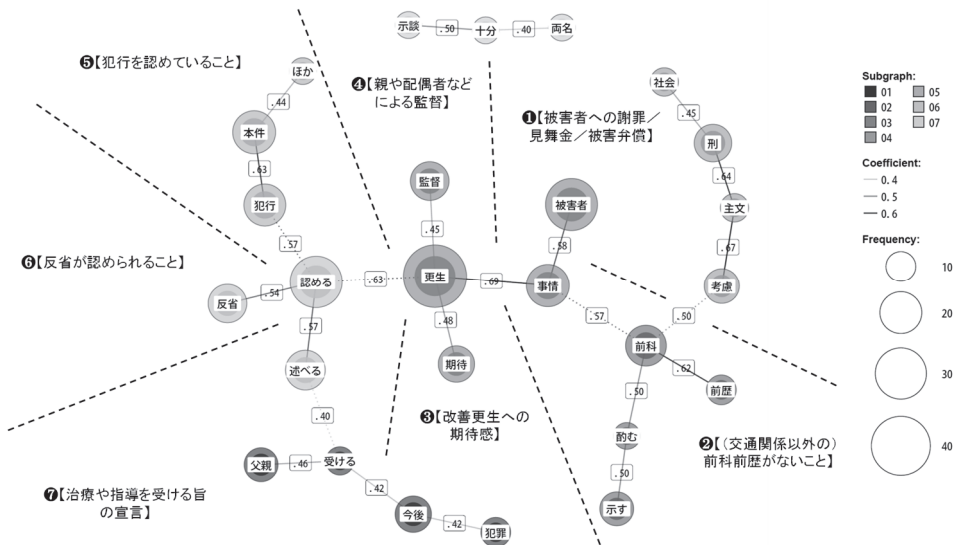 示談
.50
十分
.40
両名
❺【犯行を認めていること】
ほか
.44
本件
.63
犯行
.57
❹【親や配偶者など
による監督】
監督
.45
❶【被害者への謝罪／
見舞金／被害弁償】
社会
.45
刑
.64
主文
.67
考慮
.50
被害者
.58
事情
.69
更生
.63
認める
.48
期待
❻【反省が認められること】
反省
.54
.57
述べる
.40
.57
前科
.62
前歴
.50
酌む
.50
示す
❸【改善更生への
期待感】
❷【（交通関係以外の）
前科前歴がないこと】
父親
.46
受ける
.42
今後
.42
犯罪
❼【治療や指導を受ける旨
の宣言】
Subgraph:
01 05
02 06
03 07
04
Coefficient:
0.4
0.5
0.6
Frequency:
10
20
30
40